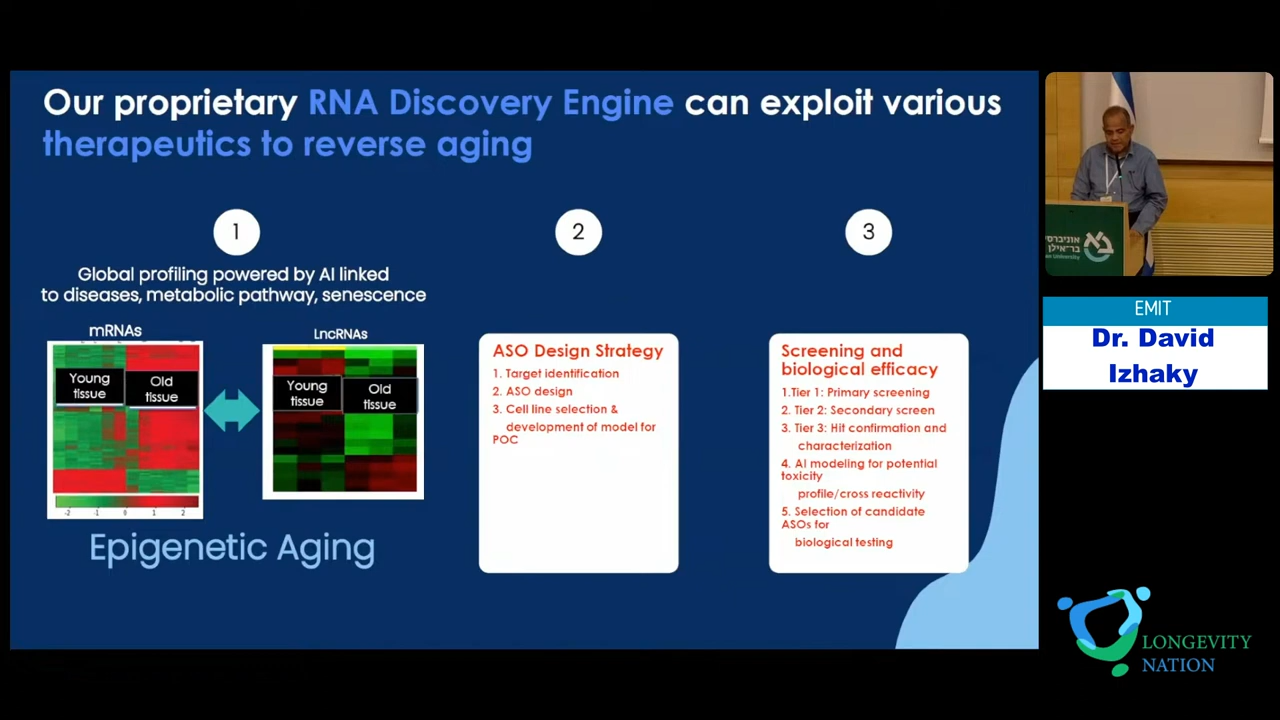 Our proprietary RNA Discovery Engine can exploit various
therapeutics to reverse aging
1
Global profiling powered by AI linked
to diseases, metabolic pathway, senescence
mRNAs
Young
tissue
Old
tissue
-2 -1 0 1 2
LncRNAs
Young
tissue
Old
tissue
Epigenetic Aging
2
ASO Design Strategy
1. Target identification
2. ASO design
3. Cell line selection &
development of model for
POC
3
Screening and
biological efficacy
1.Tier 1: Primary screening
2. Tier 2: Secondary screen
3. Tier 3: Hit confirmation and
characterization
4. AI modeling for potential
toxicity
profile/cross reactivity
5. Selection of candidate
ASOs for
biological testing
בר-אילן
University
EMIT
Dr. David
Izhaky
LONGEVITY
NATION